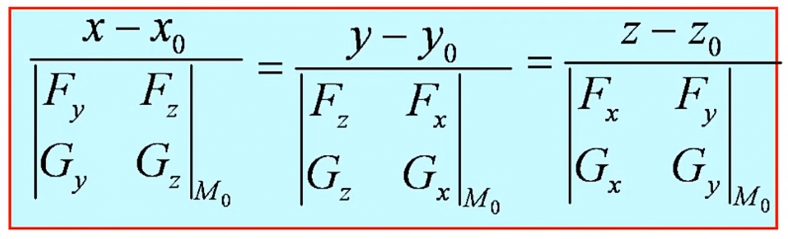 x − x₀ = y − y₀ = z − z₀
|F_y F_z| |F_z F_x| |F_x F_y|
|G_y G_z|M₀ |G_z G_x|M₀ |G_x G_y|M₀